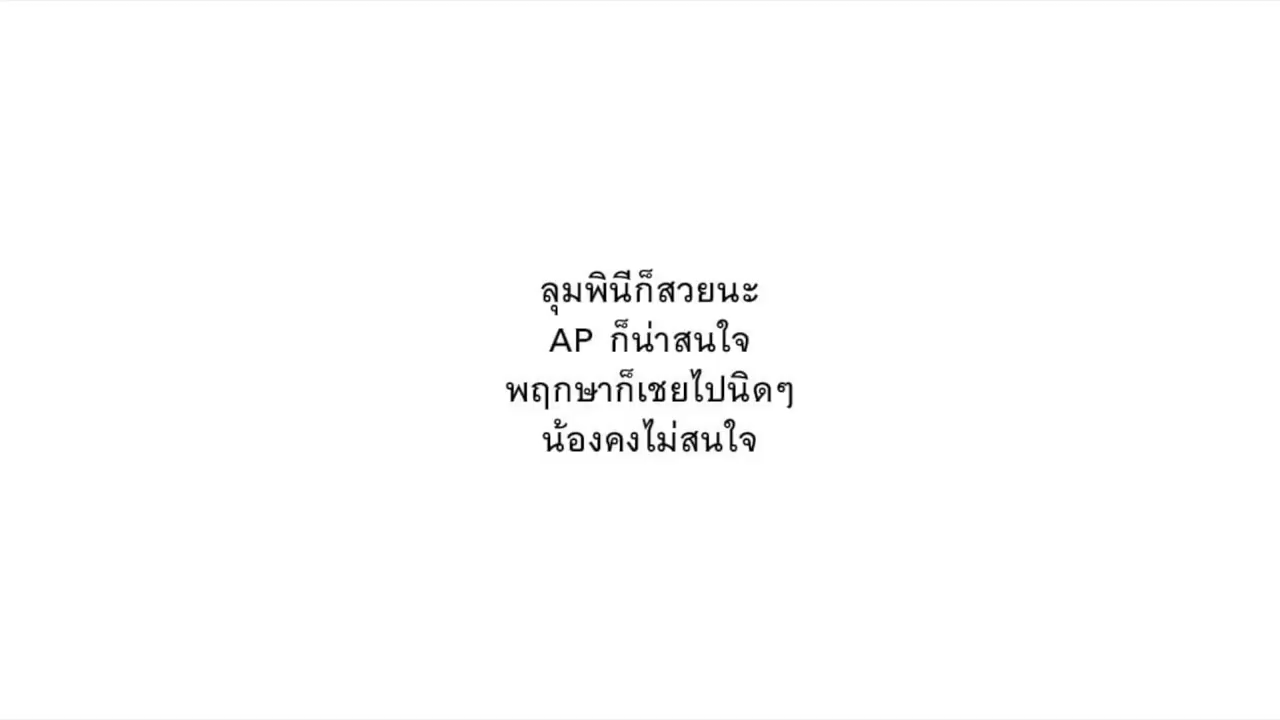 ลุมพินีก็สวยนะ
AP ก็น่าสนใจ
พฤกษาก็เชยไปนิดๆ
น้องคงไม่สนใจ